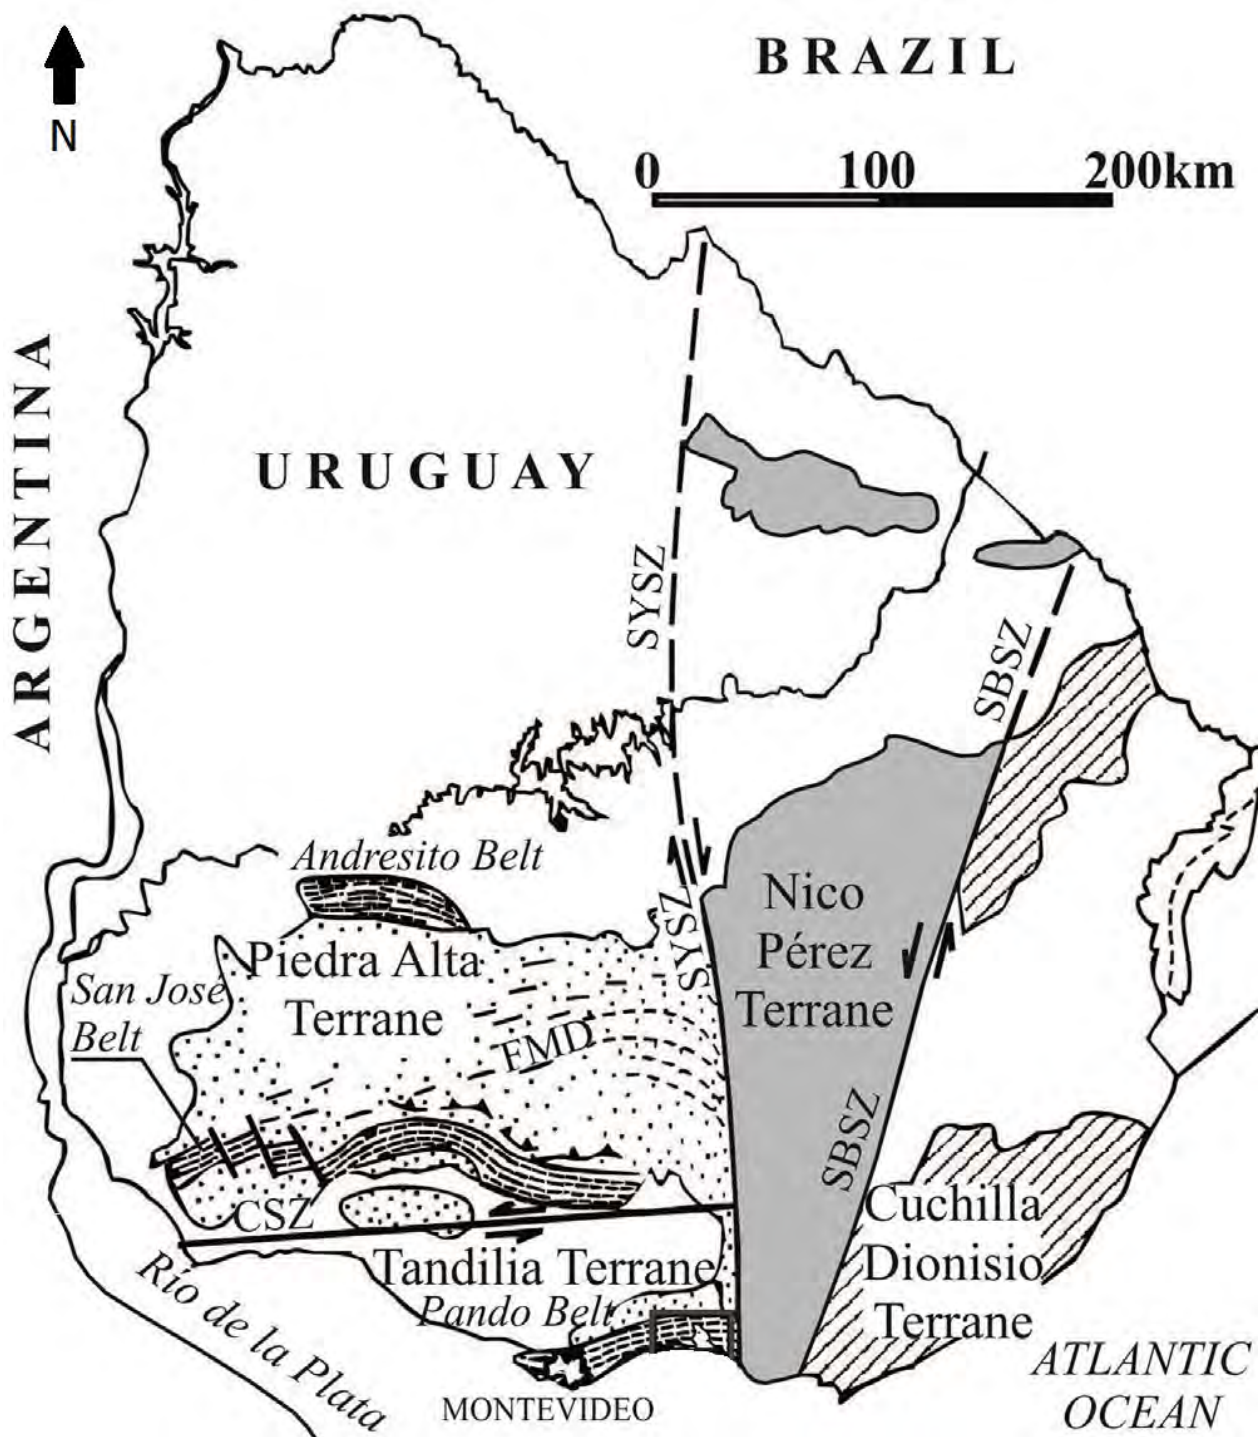 BRAZIL
N
0 100 200km
ARGENTINA
URUGUAY
SYSZ
SBSZ
Andresito Belt
Nico
Pérez
Terrane
SYSZ
Piedra Alta
Terrane
San José
Belt
FMD
SBSZ
CSZ
Cuchilla
Dionisio
Terrane
Tandilia Terrane
Pando Belt
Río de la Plata
MONTEVIDEO
ATLANTIC
OCEAN